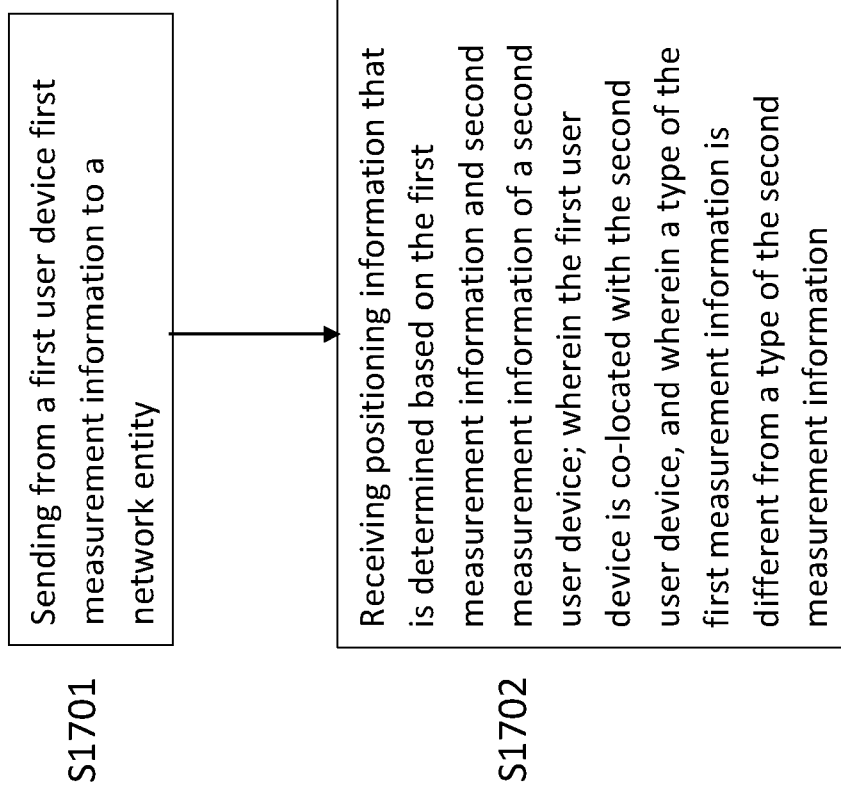 S1701
Sending from a first user device first
measurement information to a
network entity
S1702
Receiving positioning information that
is determined based on the first
measurement information and second
measurement information of a second
user device; wherein the first user
device is co-located with the second
user device, and wherein a type of the
first measurement information is
different from a type of the second
measurement information